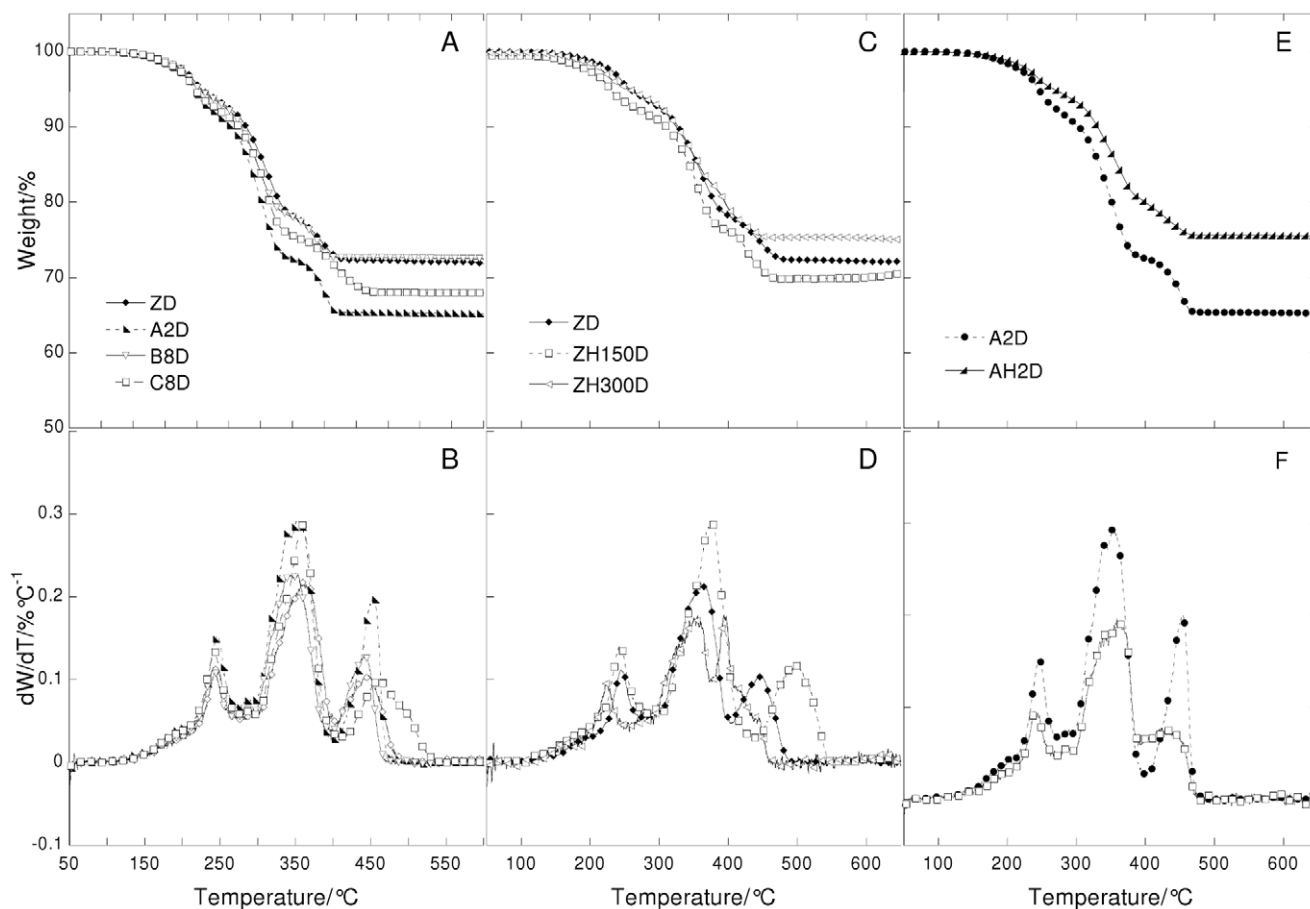 A
C
E
100
90
80
70
60
50
Weight/%
ZD
A2D
B8D
C8D
ZD
ZH150D
ZH300D
A2D
AH2D
B
D
F
0.3
0.2
0.1
0
-0.1
dW/dT/%°C⁻¹
50 150 250 350 450 550
100 200 300 400 500 600
100 200 300 400 500 600
Temperature/°C
Temperature/°C
Temperature/°C